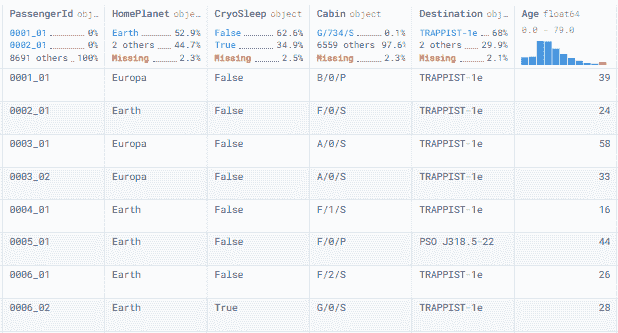 PassengerId obj… HomePlanet obje… CryoSleep object Cabin object Destination ob… Age float64
0001_01 0% Earth 52.9% False 62.6% G/734/S 0.1% TRAPPIST-1e 68% 0.0 – 79.0
0002_01 0% 2 others 44.7% True 34.9% 6559 others 97.6% 2 others 29.9%
8691 others 100% Missing 2.3% Missing 2.5% Missing 2.3% Missing 2.1%
0001_01 Europa False B/0/P TRAPPIST-1e 39
0002_01 Earth False F/0/S TRAPPIST-1e 24
0003_01 Europa False A/0/S TRAPPIST-1e 58
0003_02 Europa False A/0/S TRAPPIST-1e 33
0004_01 Earth False F/1/S TRAPPIST-1e 16
0005_01 Earth False F/0/P PSO J318.5-22 44
0006_01 Earth False F/2/S TRAPPIST-1e 26
0006_02 Earth True G/0/S TRAPPIST-1e 28